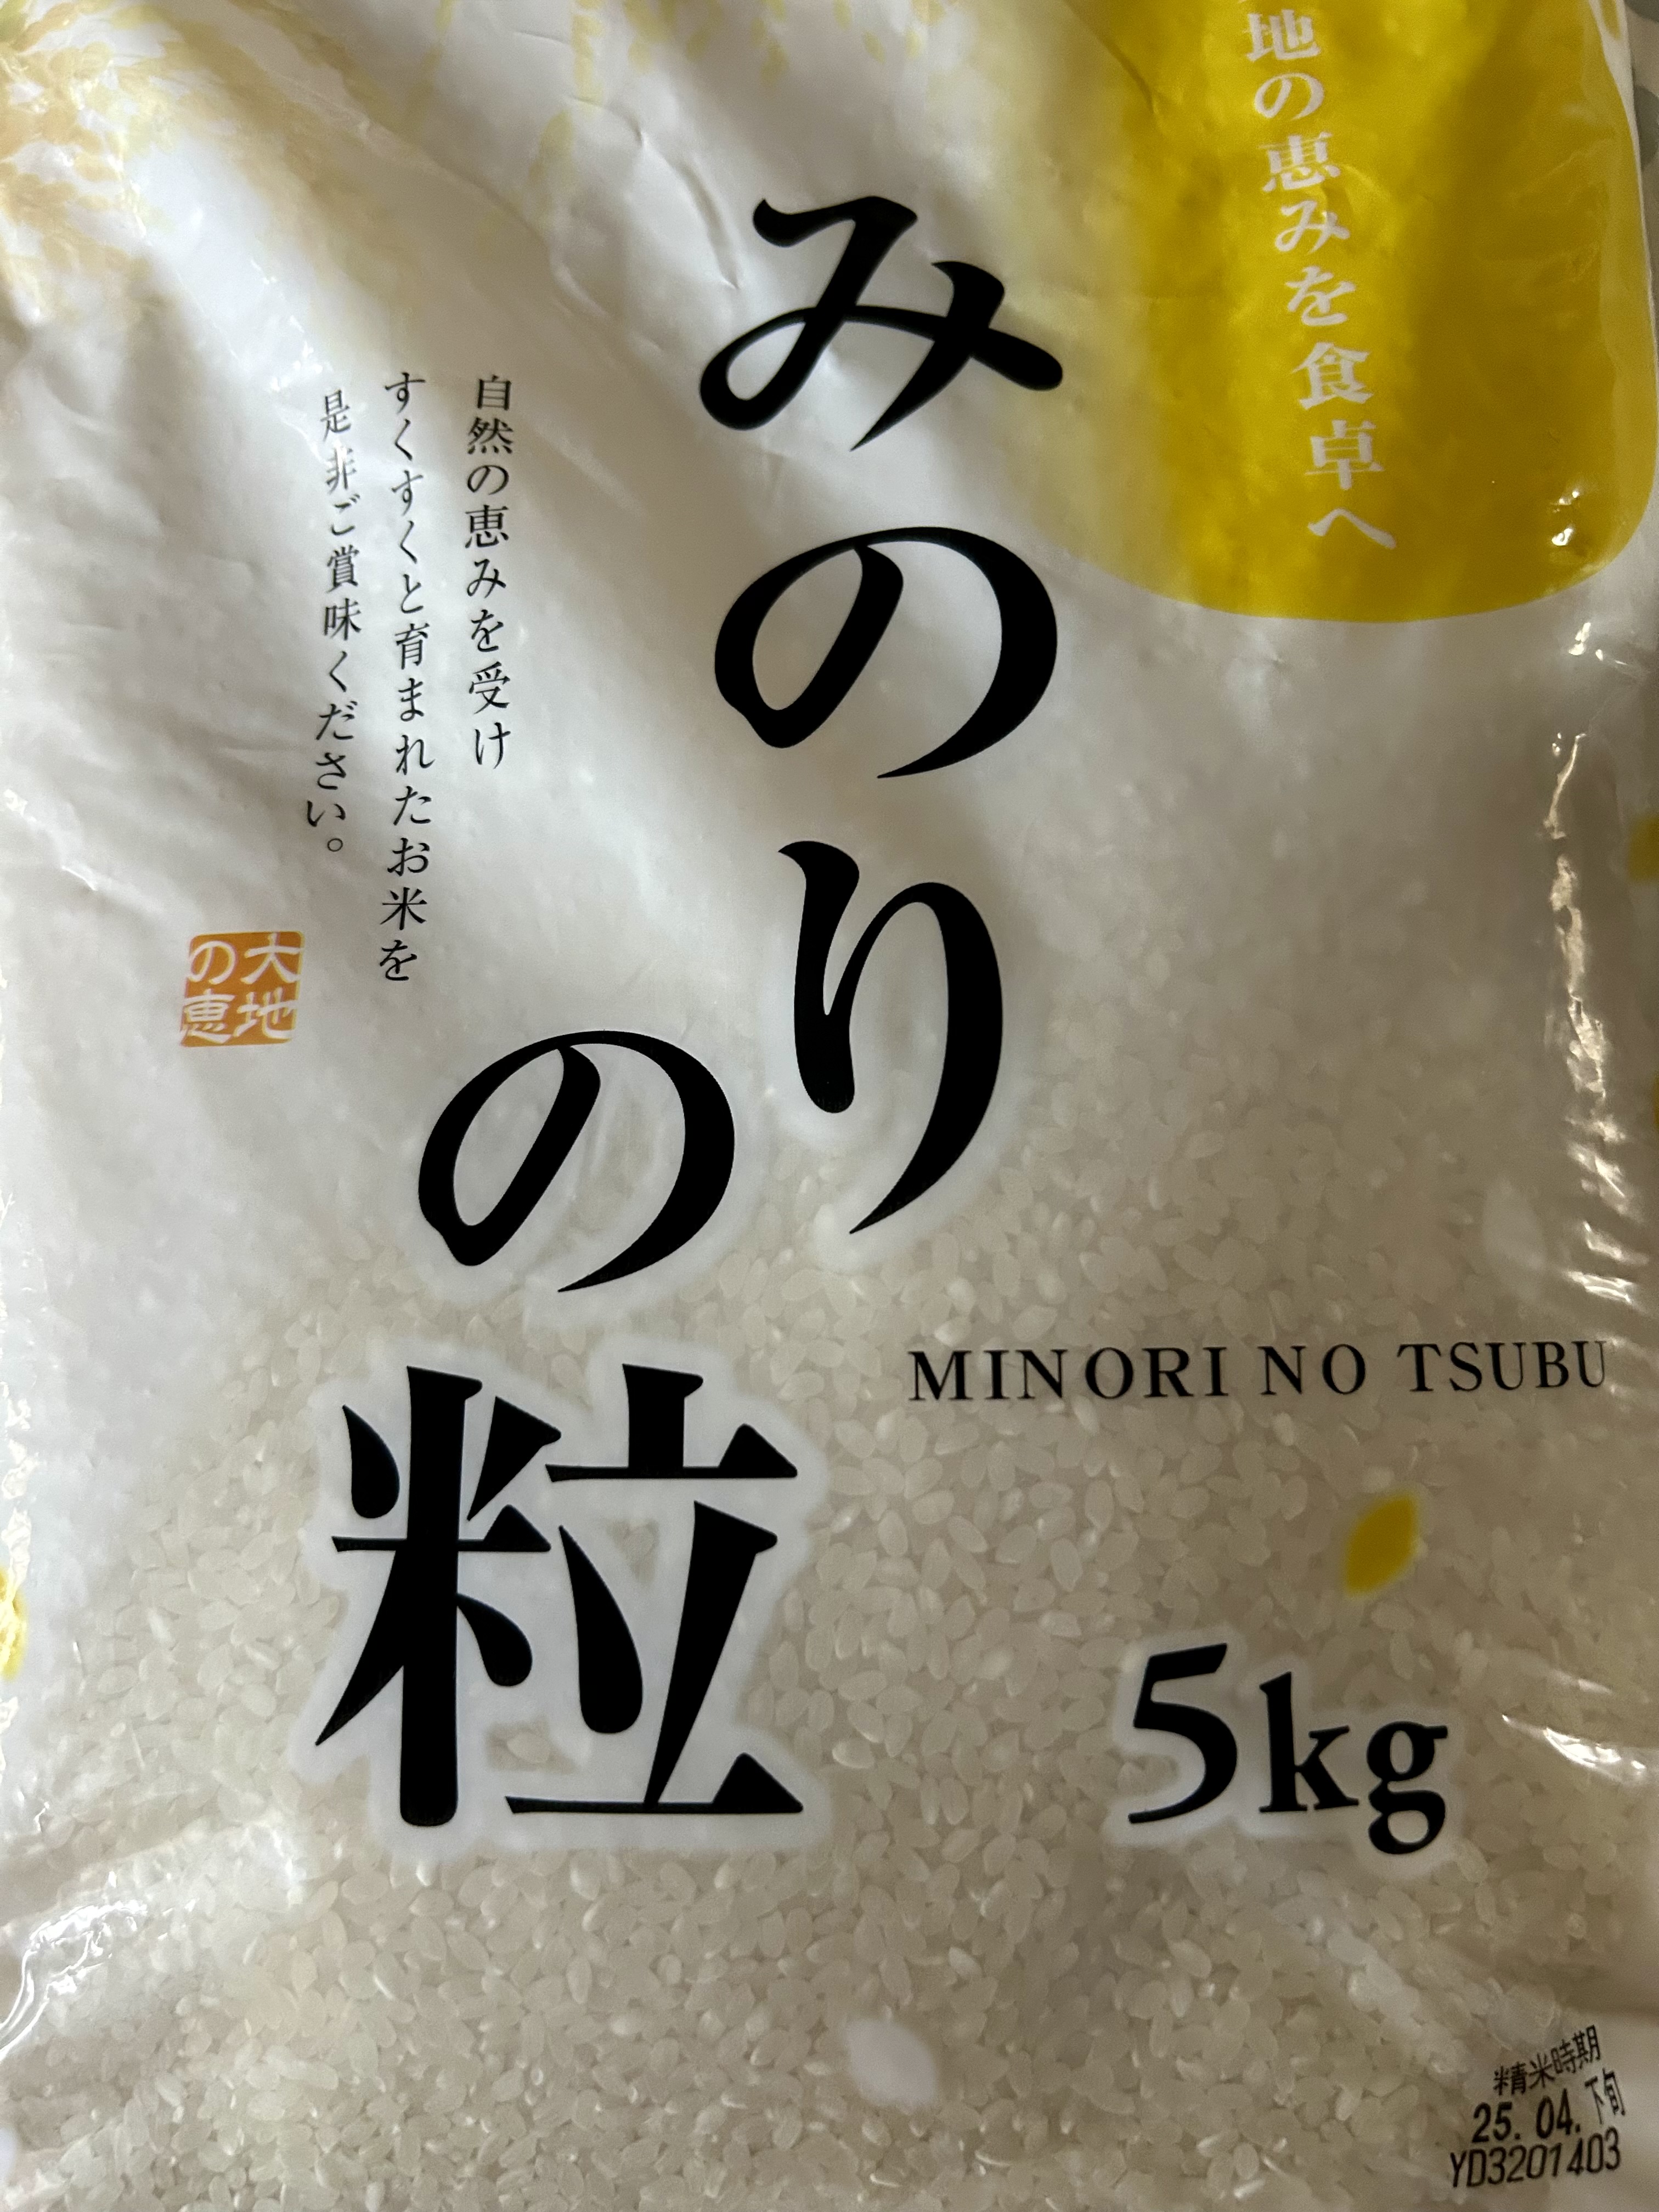 地の恵みを食卓へ
みのり
の粒
自然の恵みを受け
すくすくと育まれたお米を
是非ご賞味ください。
大地
の恵
MINORI NO TSUBU
5kg
精米時期
25.04.下旬
YD3201403